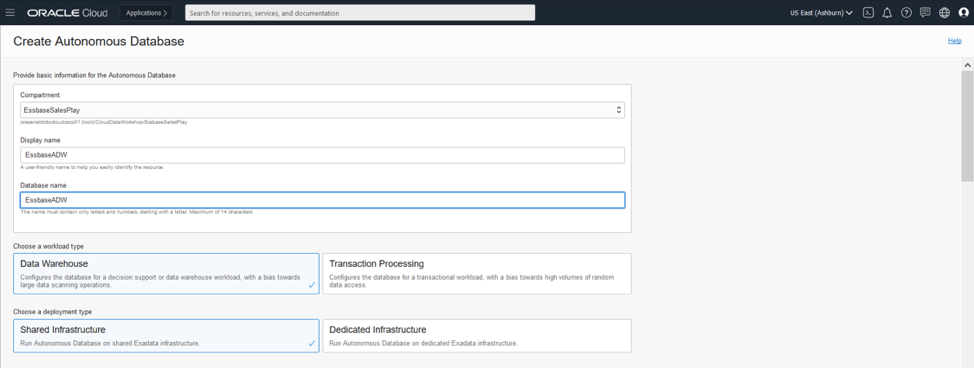 ORACLE Cloud
Applications >
Search for resources, services, and documentation
US East (Ashburn)
Create Autonomous Database
Help
Provide basic information for the Autonomous Database
Compartment
EssbaseSalesPlay
(root)/CloudDataWorkshop/EssbaseSalesPlay
Display name
EssbaseADW
A user-friendly name to help you easily identify the resource.
Database name
EssbaseADW
The name must contain only letters and numbers, starting with a letter. Maximum of 14 characters.
Choose a workload type
Data Warehouse
Configures the database for a decision support or data warehouse workload, with a bias towards
large data scanning operations.
Transaction Processing
Configures the database for a transactional workload, with a bias towards high volumes of random
data access.
Choose a deployment type
Shared Infrastructure
Run Autonomous Database on shared Exadata infrastructure.
Dedicated Infrastructure
Run Autonomous Database on dedicated Exadata infrastructure.